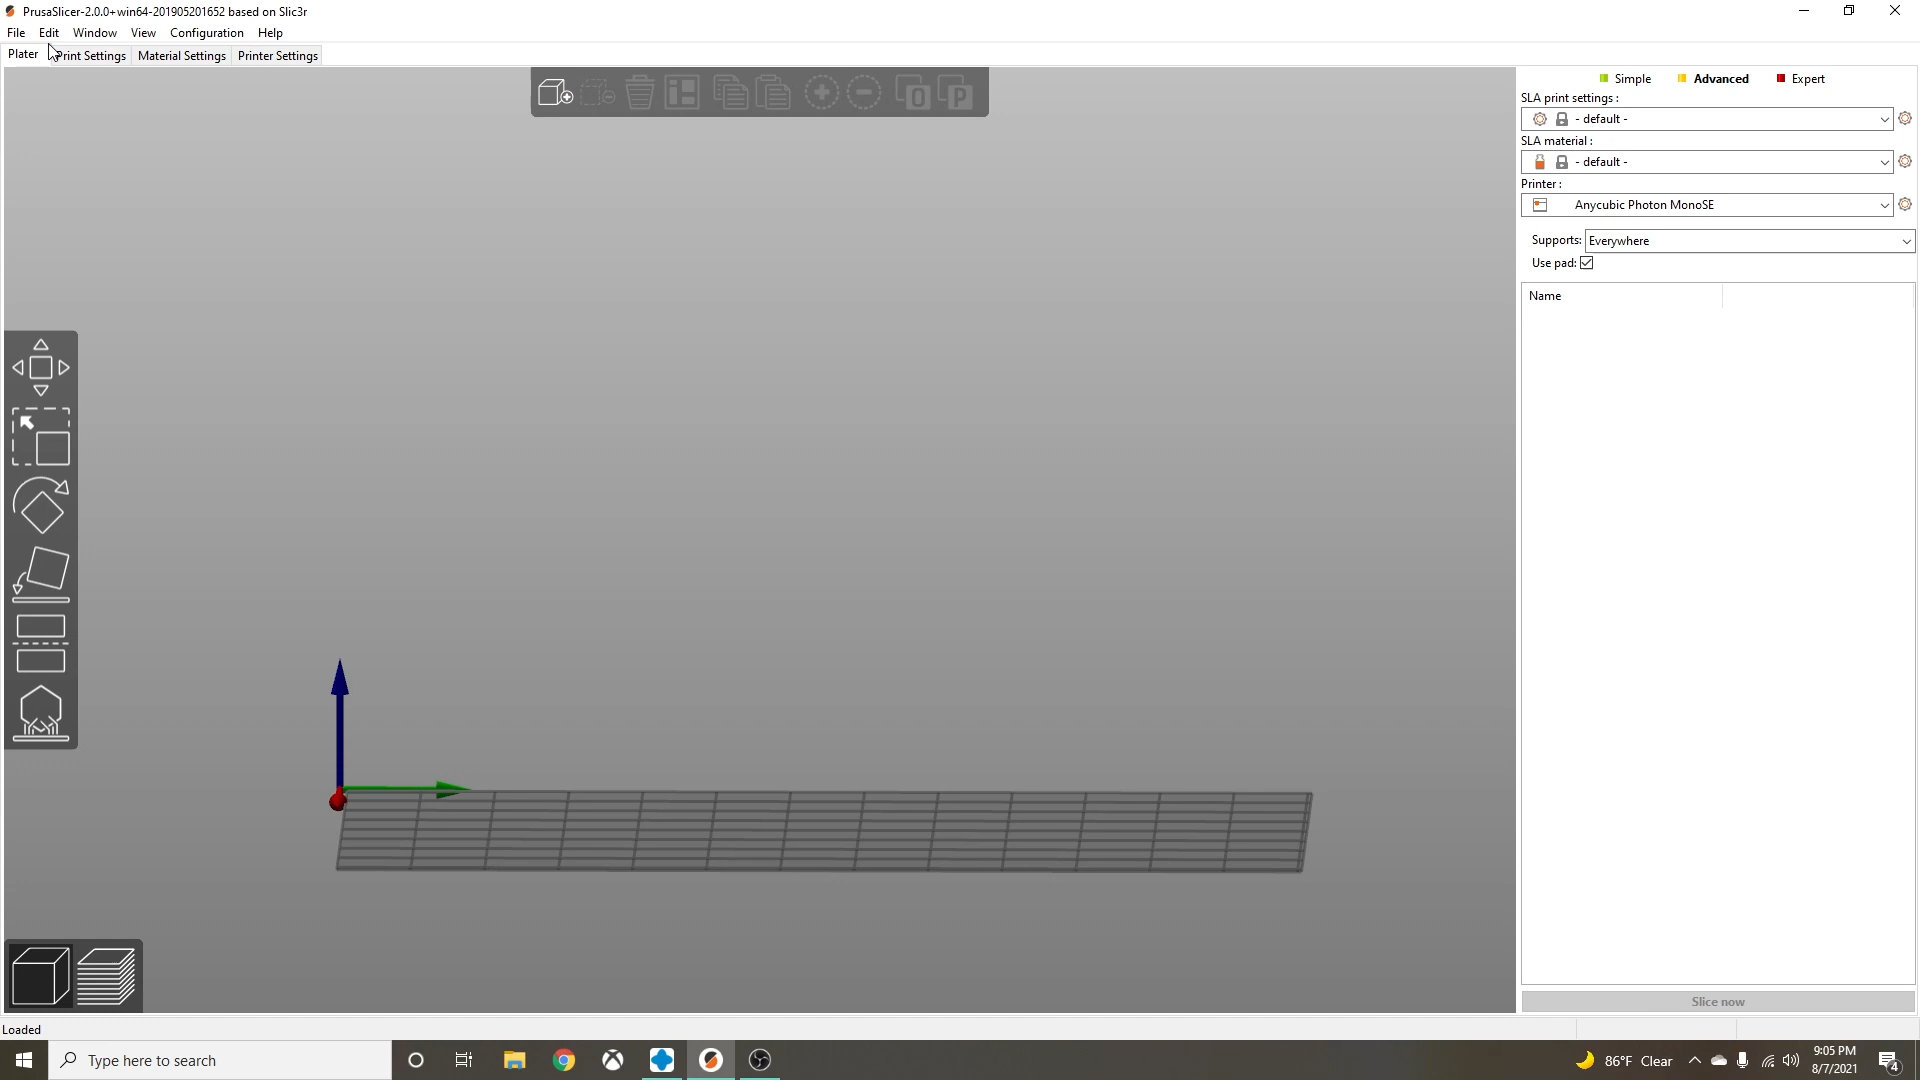 PrusaSlicer-2.0.0+win64-201905201652 based on Slic3r
File Edit Window View Configuration Help
Plater Print Settings Material Settings Printer Settings
O P
Simple Advanced Expert
SLA print settings :
- default -
SLA material :
- default -
Printer :
Anycubic Photon MonoSE
Supports: Everywhere
Use pad:
Name
Slice now
Loaded
Type here to search
86°F Clear
9:05 PM
8/7/2021
4